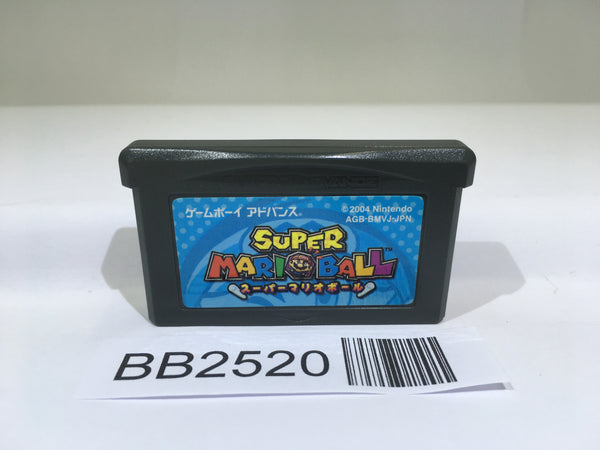 ゲームボーイ アドバンス
© 2004 Nintendo
AGB-BMVJ-JPN
SUPER
MARIO BALL™
スーパーマリオボール
BB2520